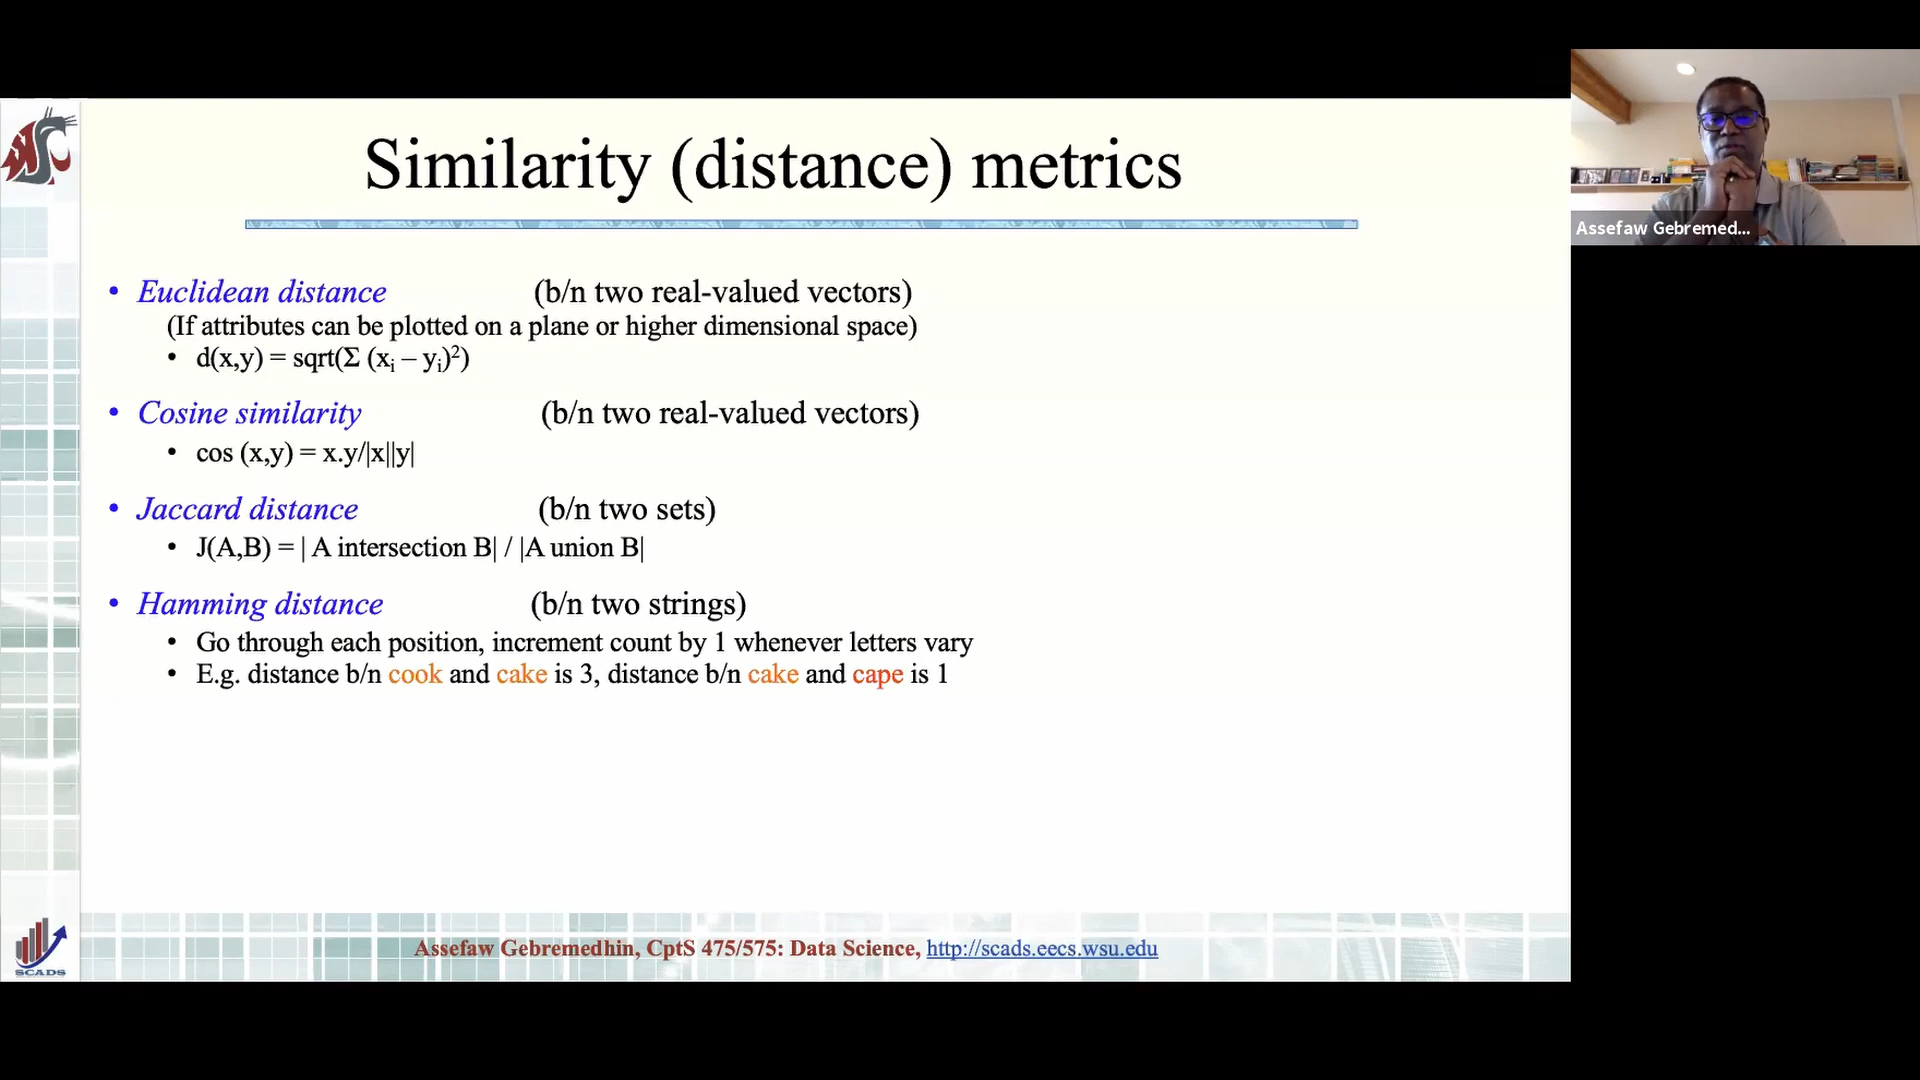 Similarity (distance) metrics
Assefaw Gebremed...
• Euclidean distance (b/n two real-valued vectors)
(If attributes can be plotted on a plane or higher dimensional space)
• d(x,y) = sqrt(Σ (xᵢ – yᵢ)²)
• Cosine similarity (b/n two real-valued vectors)
• cos (x,y) = x.y/|x||y|
• Jaccard distance (b/n two sets)
• J(A,B) = | A intersection B| / |A union B|
• Hamming distance (b/n two strings)
• Go through each position, increment count by 1 whenever letters vary
• E.g. distance b/n cook and cake is 3, distance b/n cake and cape is 1
SCADS
Assefaw Gebremedhin, CptS 475/575: Data Science, http://scads.eecs.wsu.edu